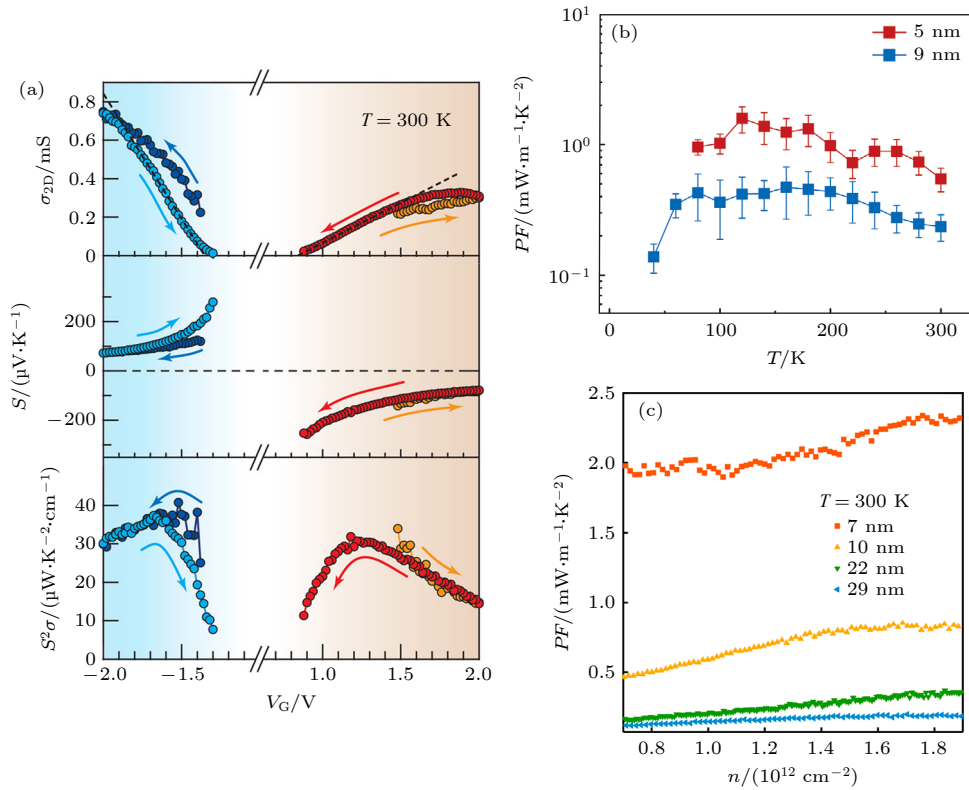 (a)
T = 300 K
0.8
0.6
0.4
0.2
0
σ2D/mS
200
0
−200
S/(μV·K−1)
40
30
20
10
0
S2σ/(μW·K−2·cm−1)
−2.0 −1.5 1.0 1.5 2.0
VG/V
(b)
5 nm
9 nm
101
100
10−1
PF/(mW·m−1·K−2)
0 100 200 300
T/K
(c)
2.5
2.0
1.5
1.0
0.5
PF/(mW·m−1·K−2)
T = 300 K
7 nm
10 nm
22 nm
29 nm
0.8 1.0 1.2 1.4 1.6 1.8
n/(1012 cm−2)